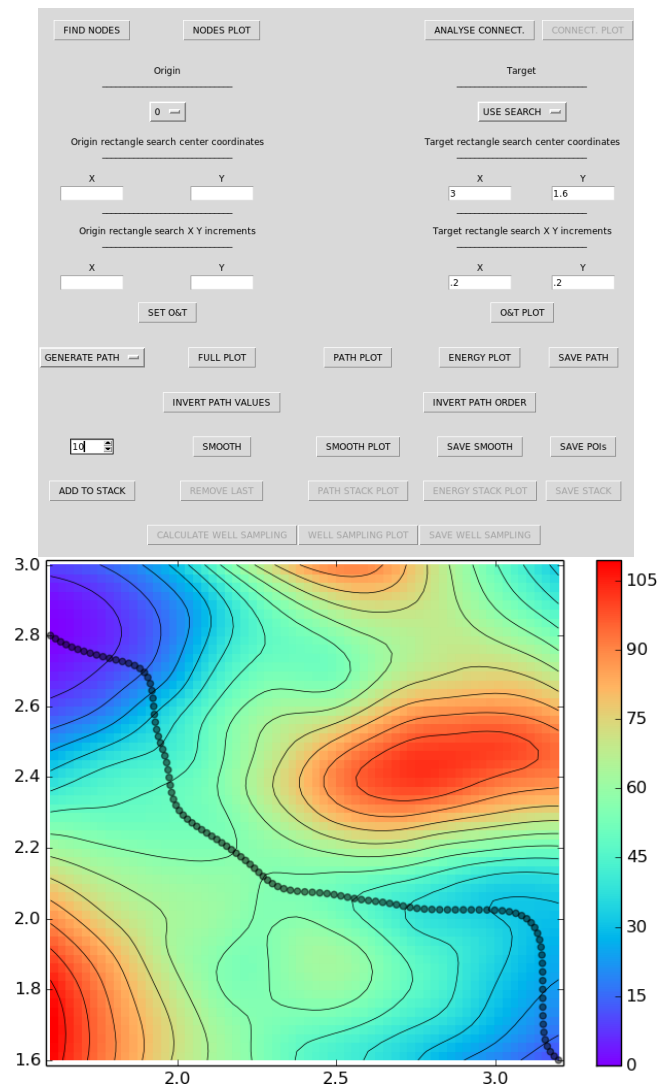 FIND NODES NODES PLOT ANALYSE CONNECT. CONNECT. PLOT
Origin Target
0 USE SEARCH
Origin rectangle search center coordinates Target rectangle search center coordinates
X Y X Y
3 1.6
Origin rectangle search X Y increments Target rectangle search X Y increments
X Y X Y
.2 .2
SET O&T O&T PLOT
GENERATE PATH FULL PLOT PATH PLOT ENERGY PLOT SAVE PATH
INVERT PATH VALUES INVERT PATH ORDER
10 SMOOTH SMOOTH PLOT SAVE SMOOTH SAVE POIs
ADD TO STACK REMOVE LAST PATH STACK PLOT ENERGY STACK PLOT SAVE STACK
CALCULATE WELL SAMPLING WELL SAMPLING PLOT SAVE WELL SAMPLING
3.0
105
2.8
90
2.6
75
2.4
60
2.2
45
2.0
30
1.8
15
1.6 0
2.0 2.5 3.0